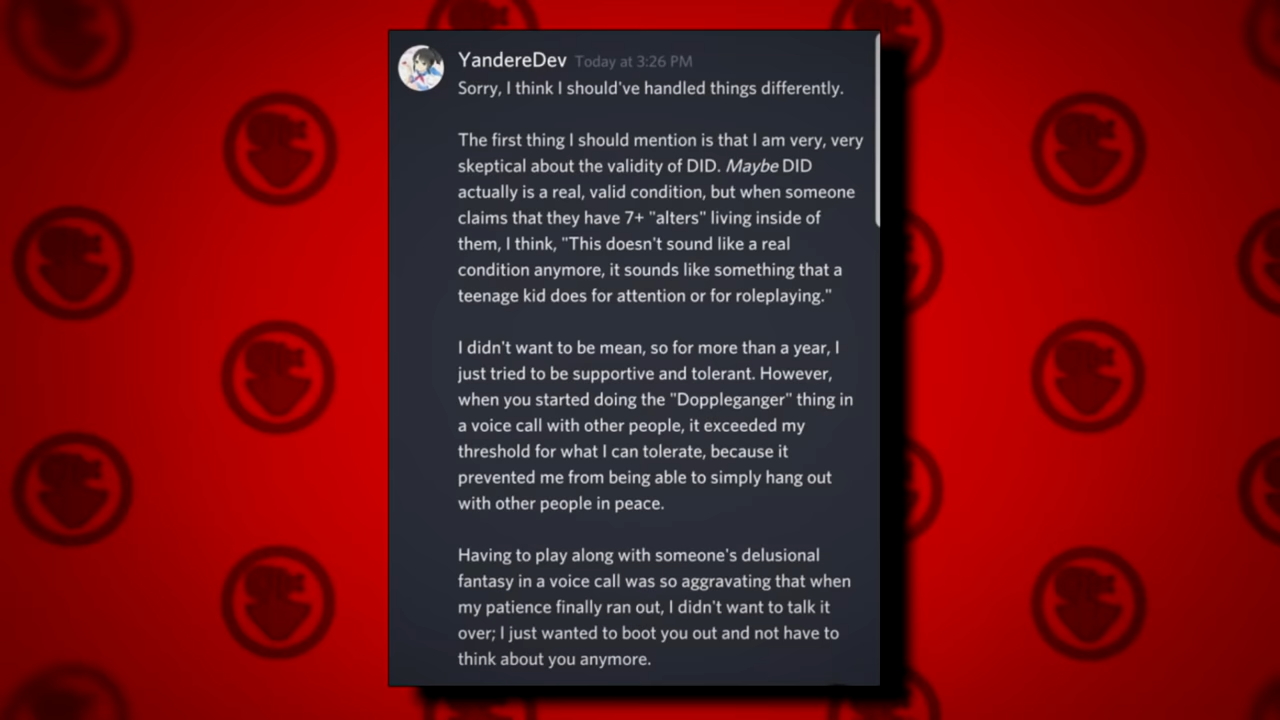 YandereDev Today at 3:26 PM
Sorry, I think I should've handled things differently.
The first thing I should mention is that I am very, very
skeptical about the validity of DID. Maybe DID
actually is a real, valid condition, but when someone
claims that they have 7+ "alters" living inside of
them, I think, "This doesn't sound like a real
condition anymore, it sounds like something that a
teenage kid does for attention or for roleplaying."
I didn't want to be mean, so for more than a year, I
just tried to be supportive and tolerant. However,
when you started doing the "Doppleganger" thing in
a voice call with other people, it exceeded my
threshold for what I can tolerate, because it
prevented me from being able to simply hang out
with other people in peace.
Having to play along with someone's delusional
fantasy in a voice call was so aggravating that when
my patience finally ran out, I didn't want to talk it
over; I just wanted to boot you out and not have to
think about you anymore.